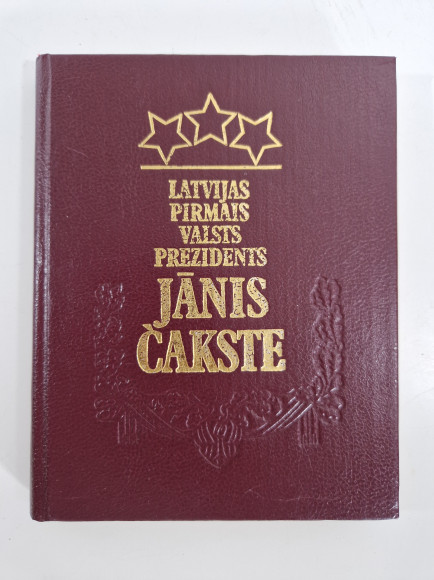 LATVIJAS
PIRMAIS
VALSTS
PREZIDENTS
JĀNIS
ČAKSTE